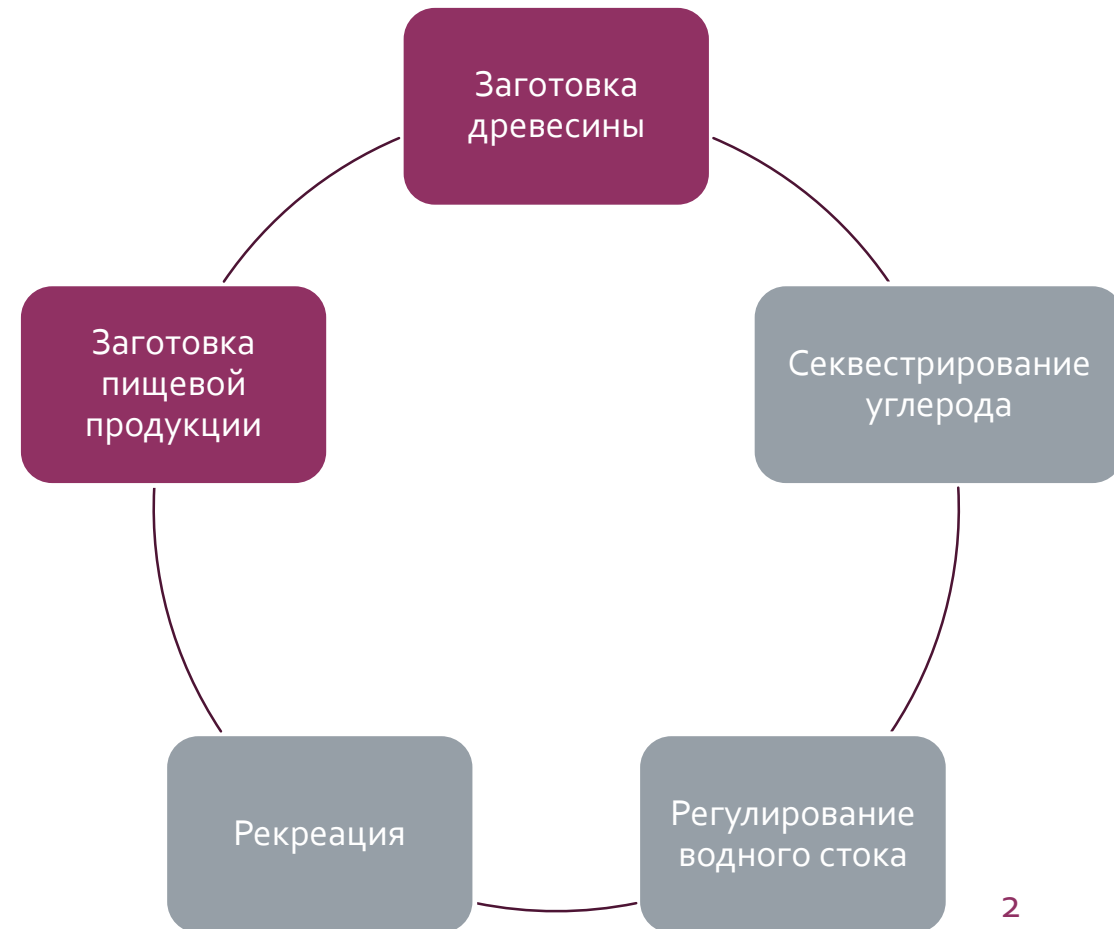 Заготовка
древесины
Секвестрирование
углерода
Регулирование
водного стока
Рекреация
Заготовка
пищевой
продукции
2